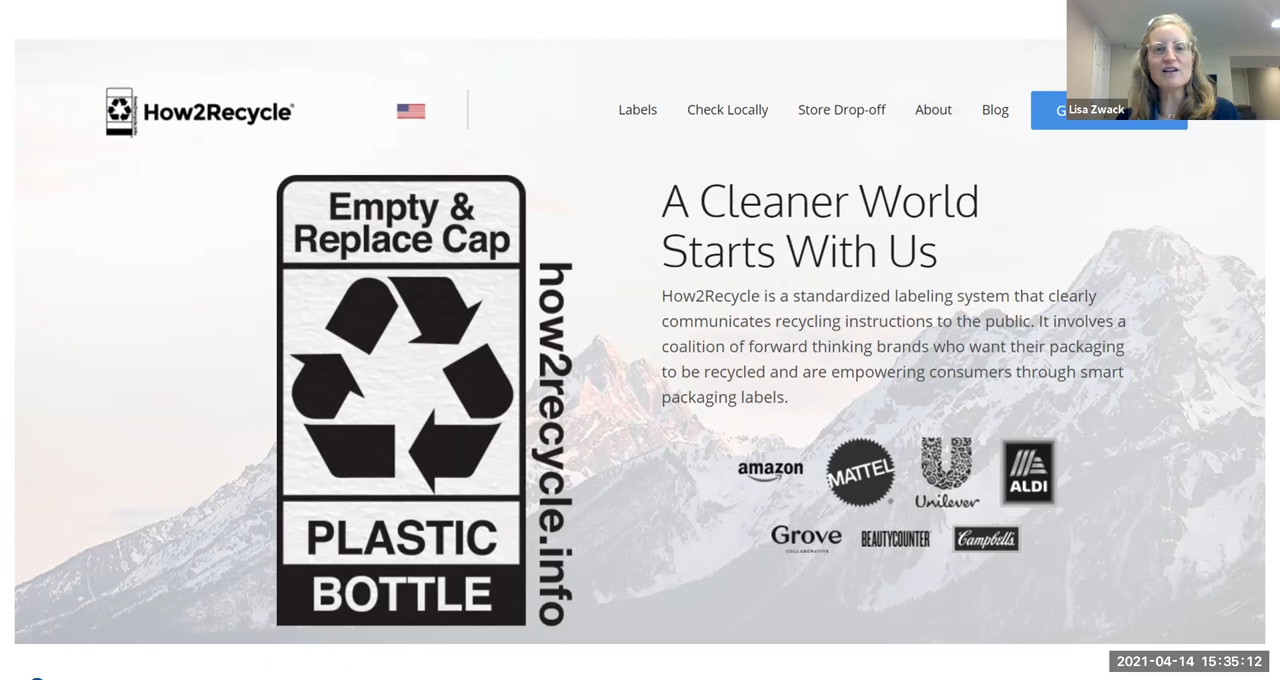 How2Recycle®
Labels
Check Locally
Store Drop-off
About
Blog
G
Lisa Zwack
Empty &
Replace Cap
PLASTIC
BOTTLE
how2recycle.info
A Cleaner World
Starts With Us
How2Recycle is a standardized labeling system that clearly
communicates recycling instructions to the public. It involves a
coalition of forward thinking brands who want their packaging
to be recycled and are empowering consumers through smart
packaging labels.
amazon
MATTEL
Unilever
ALDI
Grove
COLLABORATIVE
BEAUTYCOUNTER
Campbell's
2021-04-14 15:35:12